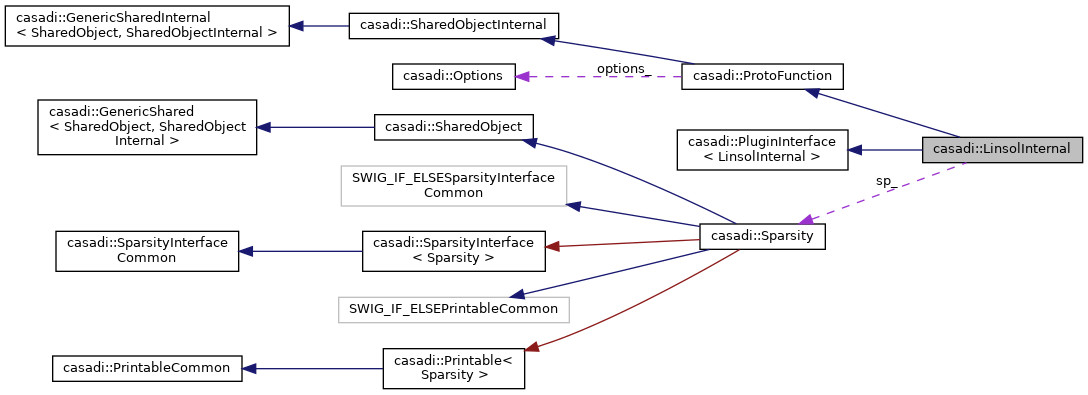 casadi::GenericSharedInternal
< SharedObject, SharedObjectInternal >
casadi::SharedObjectInternal
casadi::Options
options_
casadi::ProtoFunction
casadi::GenericShared
< SharedObject, SharedObject
Internal >
casadi::SharedObject
casadi::PluginInterface
< LinsolInternal >
casadi::LinsolInternal
SWIG_IF_ELSESparsityInterface
Common
sp_
casadi::SparsityInterface
Common
casadi::SparsityInterface
< Sparsity >
casadi::Sparsity
SWIG_IF_ELSEPrintableCommon
casadi::PrintableCommon
casadi::Printable<
Sparsity >